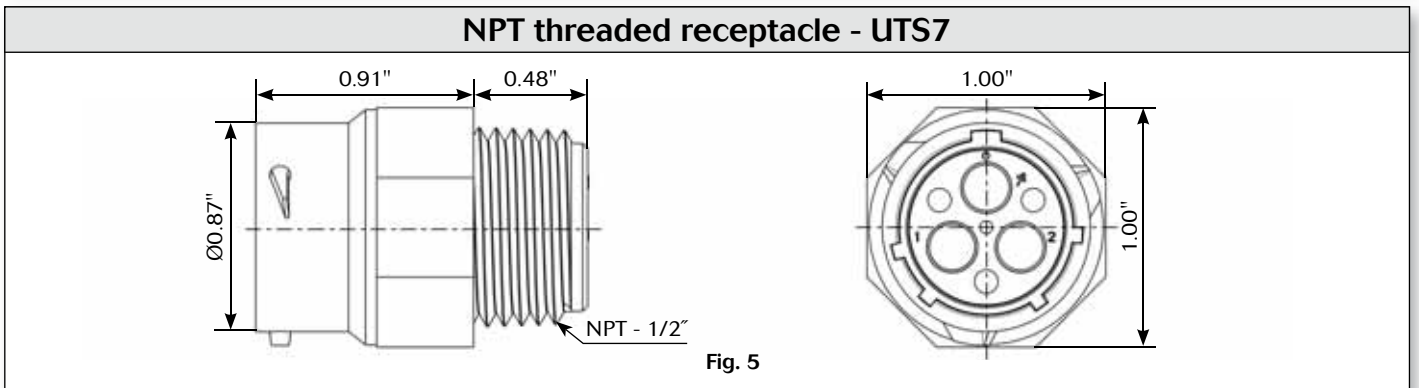 NPT threaded receptacle - UTS7
0.91"
0.48"
1.00"
Ø0.87"
1.00"
1
2
NPT - 1/2″
Fig. 5